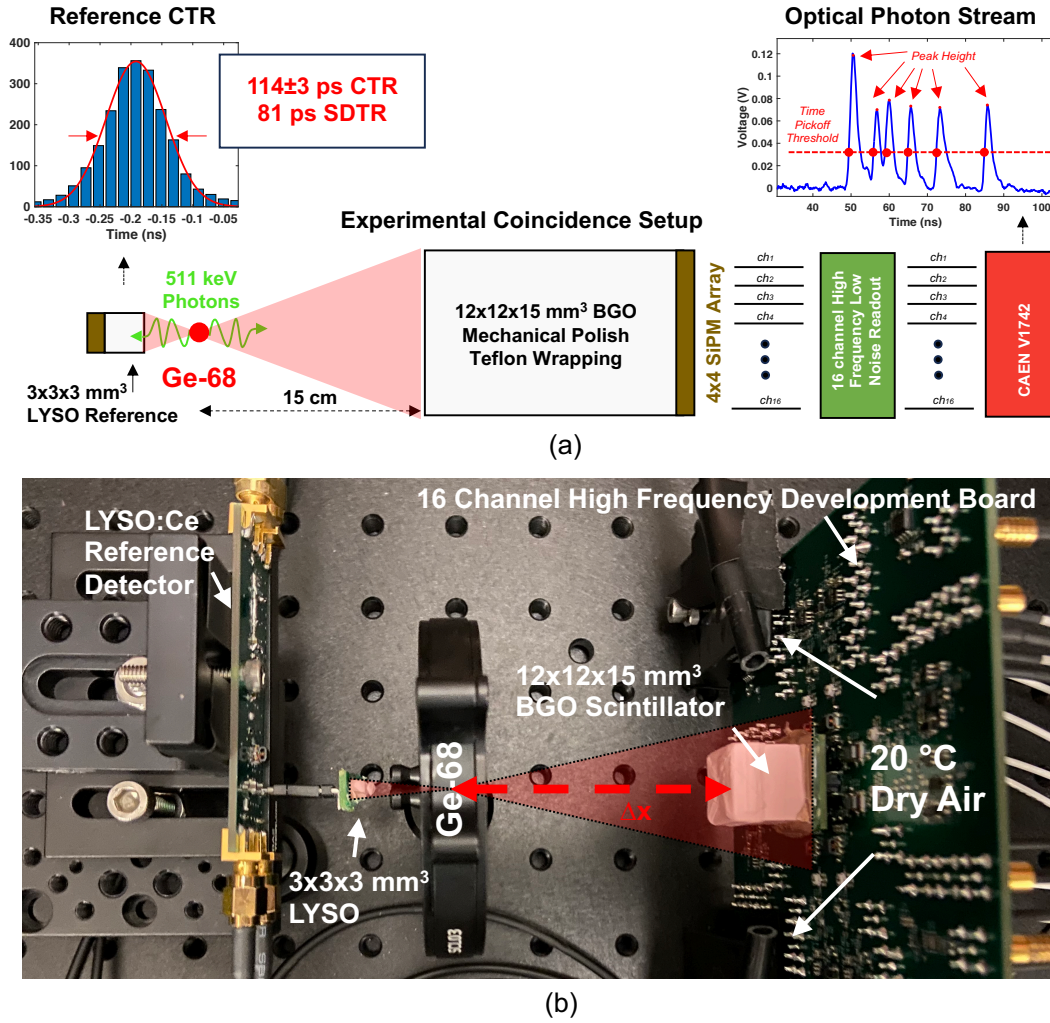 Reference CTR
400
300
200
100
0
-0.35
-0.3
-0.25
-0.2
-0.15
-0.1
-0.05
Time (ns)
114±3 ps CTR
81 ps SDTR
Optical Photon Stream
0.12
0.1
0.08
0.06
0.04
0.02
0
Voltage (V)
Peak Height
Time
Pickoff
Threshold
40
50
60
70
80
90
100
Time (ns)
Experimental Coincidence Setup
511 keV
Photons
Ge-68
3x3x3 mm³
LYSO Reference
15 cm
12x12x15 mm³ BGO
Mechanical Polish
Teflon Wrapping
4x4 SiPM Array
ch₁
ch₂
ch₃
ch₄
ch₁₆
16 channel High
Frequency Low
Noise Readout
ch₁
ch₂
ch₃
ch₄
ch₁₆
CAEN V1742
(a)
LYSO:Ce
Reference
Detector
16 Channel High Frequency Development Board
12x12x15 mm³
BGO Scintillator
Ge-68
Δx
20 °C
Dry Air
3x3x3 mm³
LYSO
SCL03
(b)